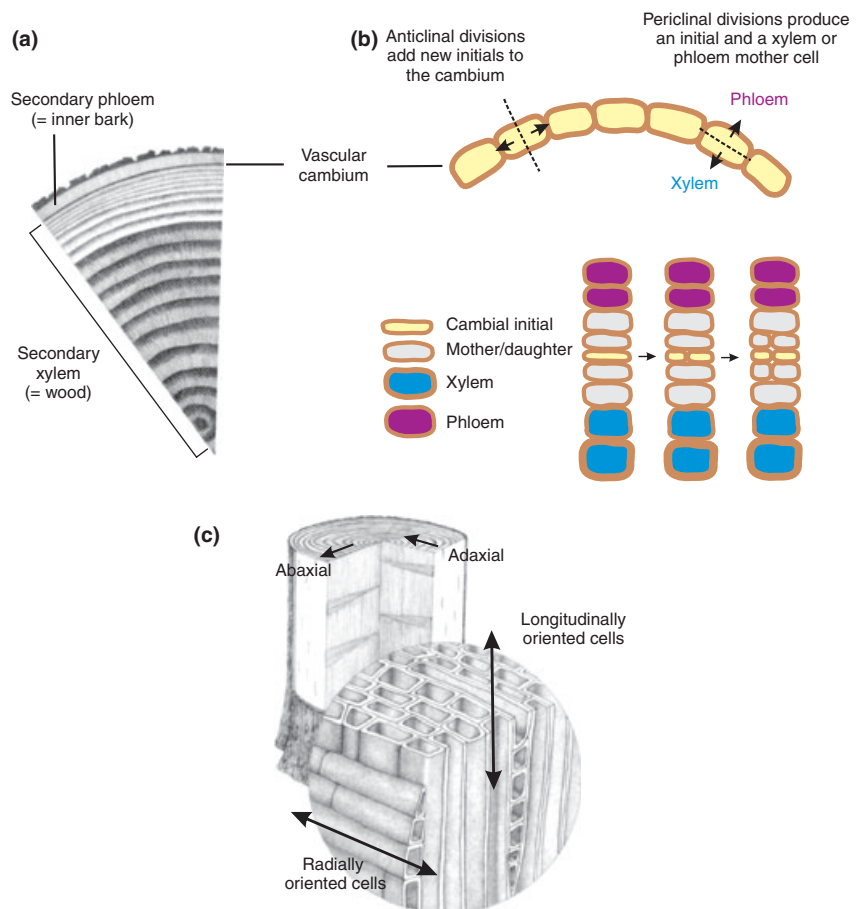 (a)
Secondary phloem
(= inner bark)
Secondary
xylem
(= wood)
Vascular
cambium
(b)
Anticlinal divisions
add new initials to
the cambium
Periclinal divisions produce
an initial and a xylem or
phloem mother cell
Phloem
Xylem
Cambial initial
Mother/daughter
Xylem
Phloem
(c)
Abaxial
Adaxial
Longitudinally
oriented cells
Radially
oriented cells